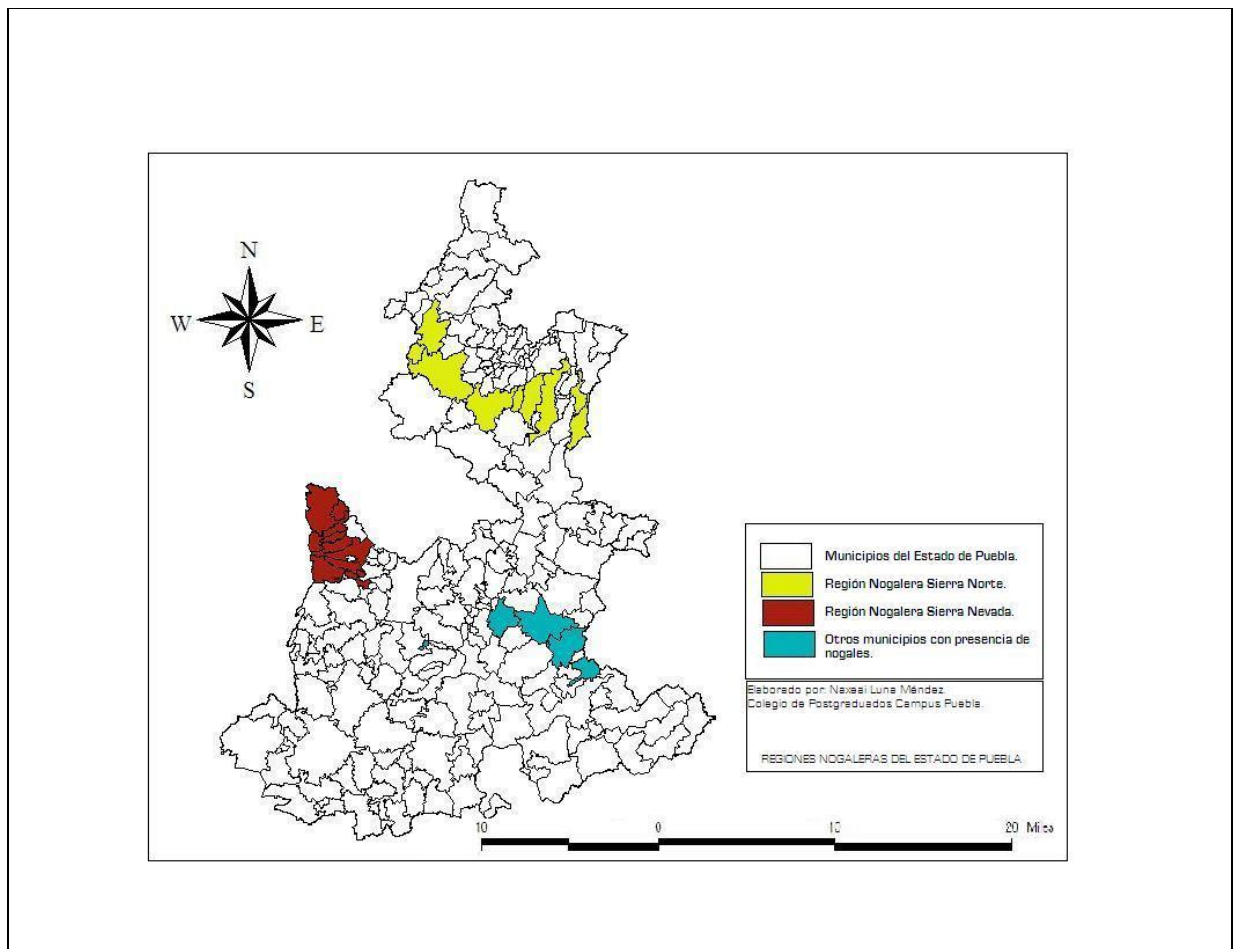 N
W E
S
Municipios del Estado de Puebla.
Región Nogalera Sierra Norte.
Región Nogalera Sierra Nevada.
Otros municipios con presencia de
nogales.
Elaborado por: Naxeai Luna Méndez.
Colegio de Postgraduados Campus Puebla.
REGIONES NOGALERAS DEL ESTADO DE PUEBLA
10 0 10 20 Miles